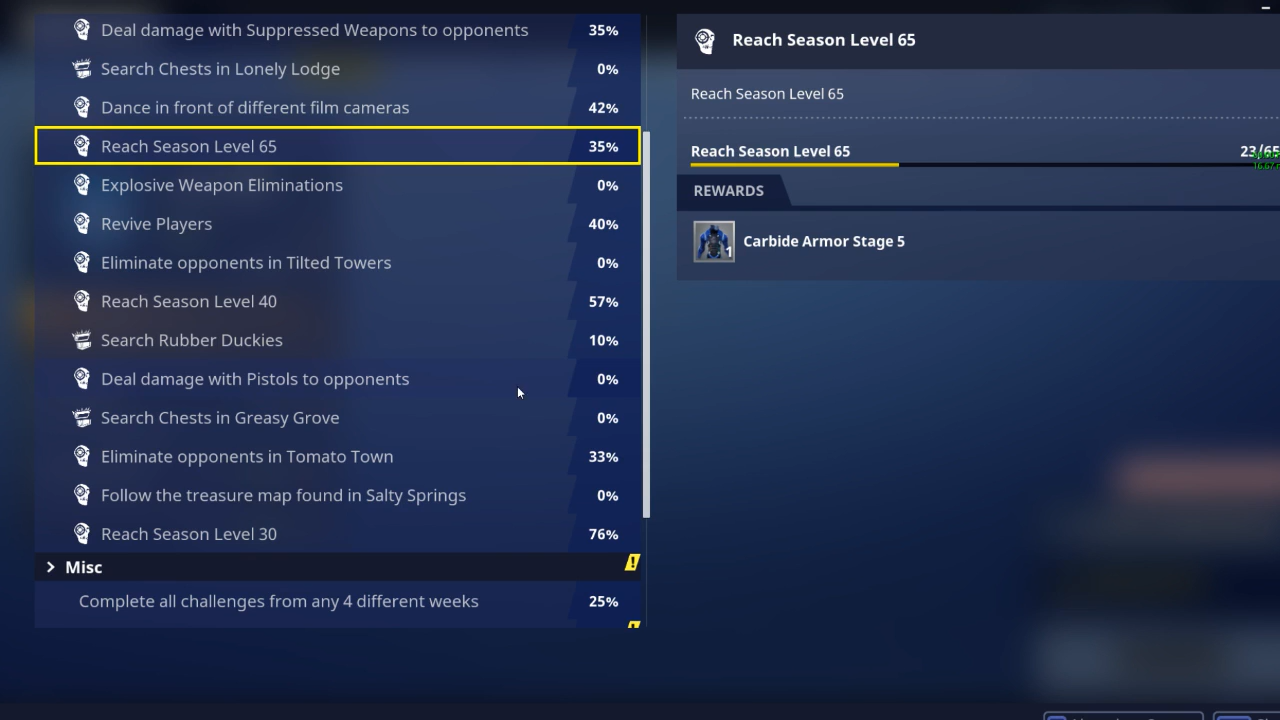 Deal damage with Suppressed Weapons to opponents 35%
Search Chests in Lonely Lodge 0%
Dance in front of different film cameras 42%
Reach Season Level 65 35%
Explosive Weapon Eliminations 0%
Revive Players 40%
Eliminate opponents in Tilted Towers 0%
Reach Season Level 40 57%
Search Rubber Duckies 10%
Deal damage with Pistols to opponents 0%
Search Chests in Greasy Grove 0%
Eliminate opponents in Tomato Town 33%
Follow the treasure map found in Salty Springs 0%
Reach Season Level 30 76%
Misc
Complete all challenges from any 4 different weeks 25%
Reach Season Level 65
Reach Season Level 65
Reach Season Level 65 23/65
REWARDS
1 Carbide Armor Stage 5